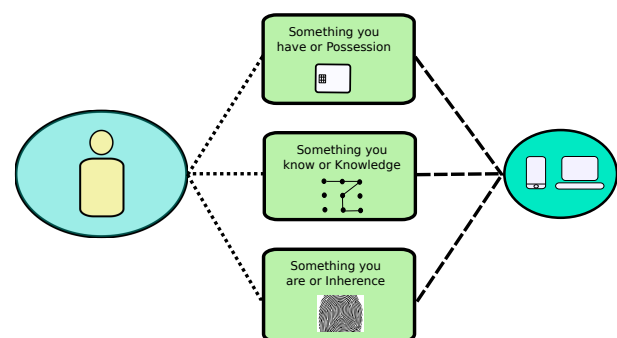 Something you
have or Possession
Something you
know or Knowledge
Something you
are or Inherence